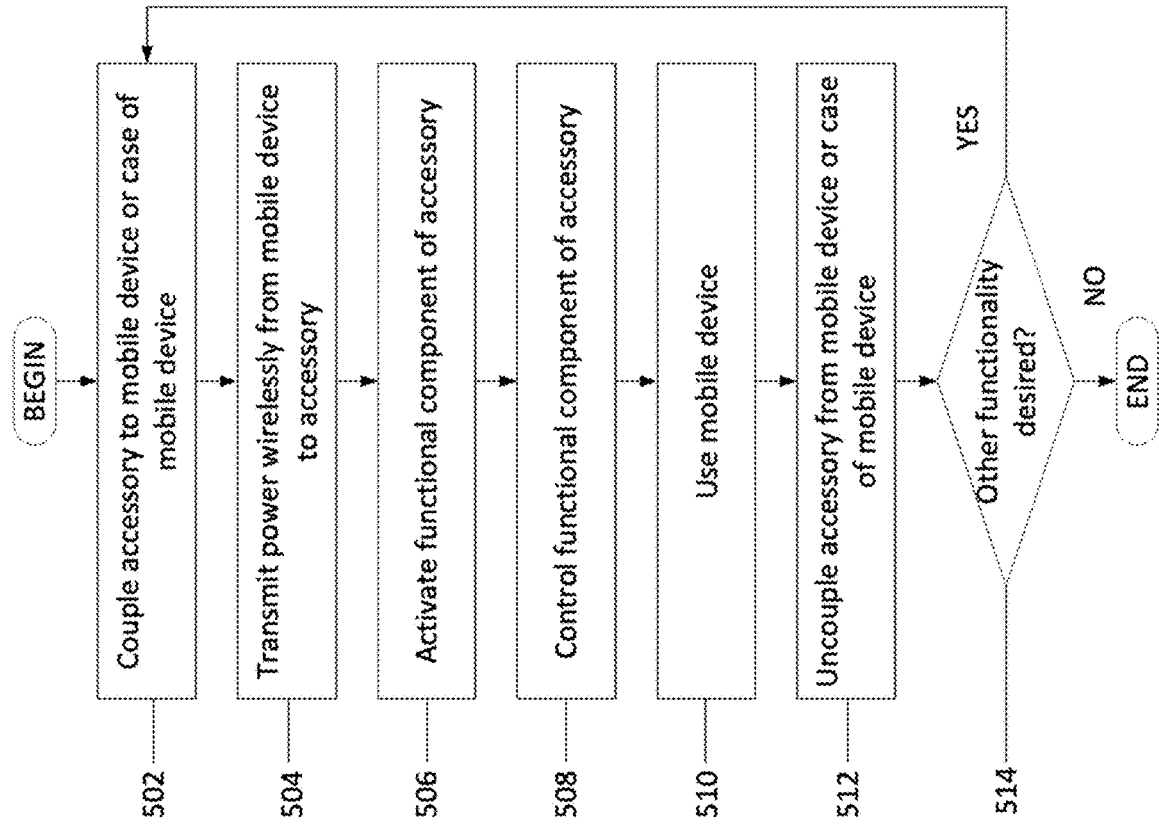 BEGIN
502
Couple accessory to mobile device or case of
mobile device
504
Transmit power wirelessly from mobile device
to accessory
506
Activate functional component of accessory
508
Control functional component of accessory
510
Use mobile device
512
Uncouple accessory from mobile device or case
of mobile device
514
Other functionality
desired?
YES
NO
END